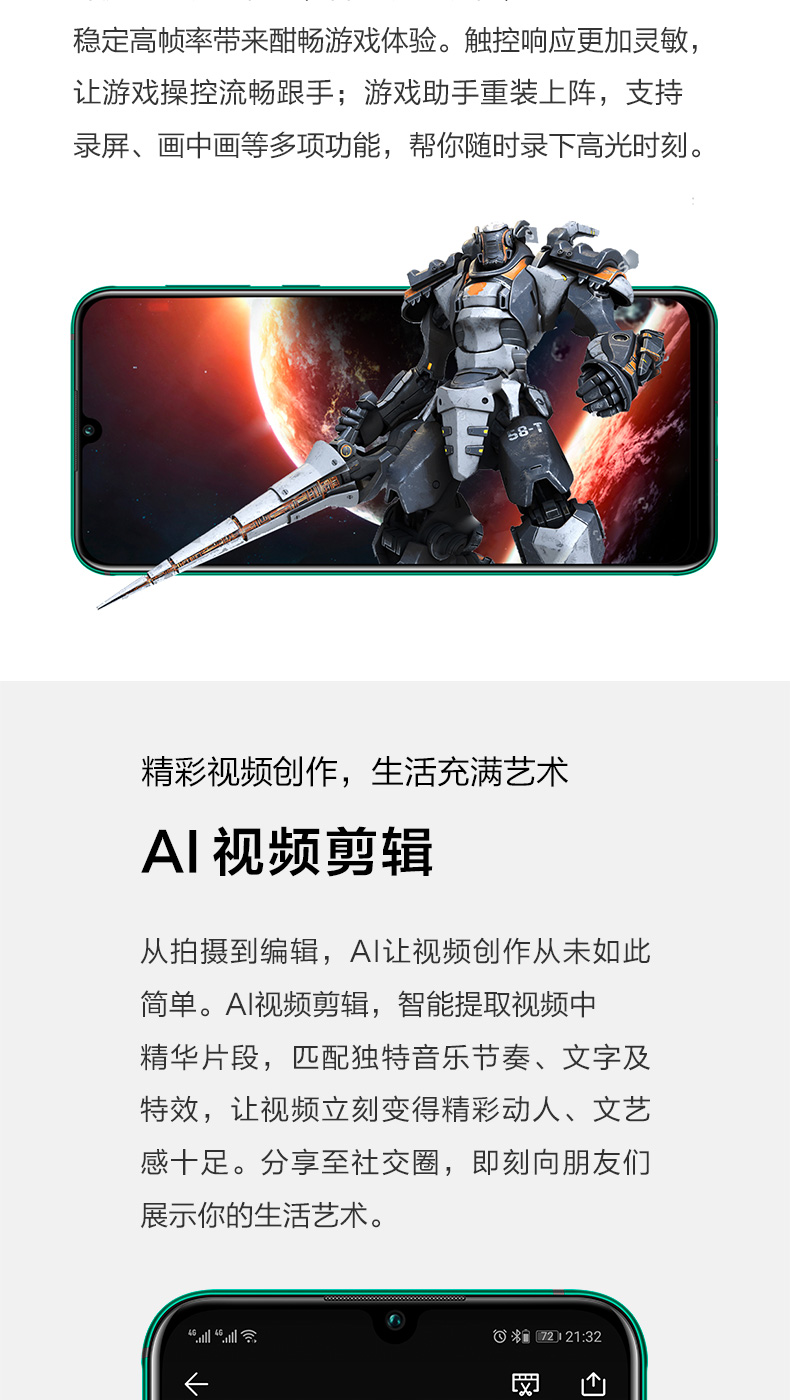 稳定高帧率带来酣畅游戏体验。触控响应更加灵敏，
让游戏操控流畅跟手；游戏助手重装上阵，支持
录屏、画中画等多项功能，帮你随时录下高光时刻。
58-T
精彩视频创作，生活充满艺术
AI 视频剪辑
从拍摄到编辑，AI让视频创作从未如此
简单。AI视频剪辑，智能提取视频中
精华片段，匹配独特音乐节奏、文字及
特效，让视频立刻变得精彩动人、文艺
感十足。分享至社交圈，即刻向朋友们
展示你的生活艺术。
4G 4G 72 21:32